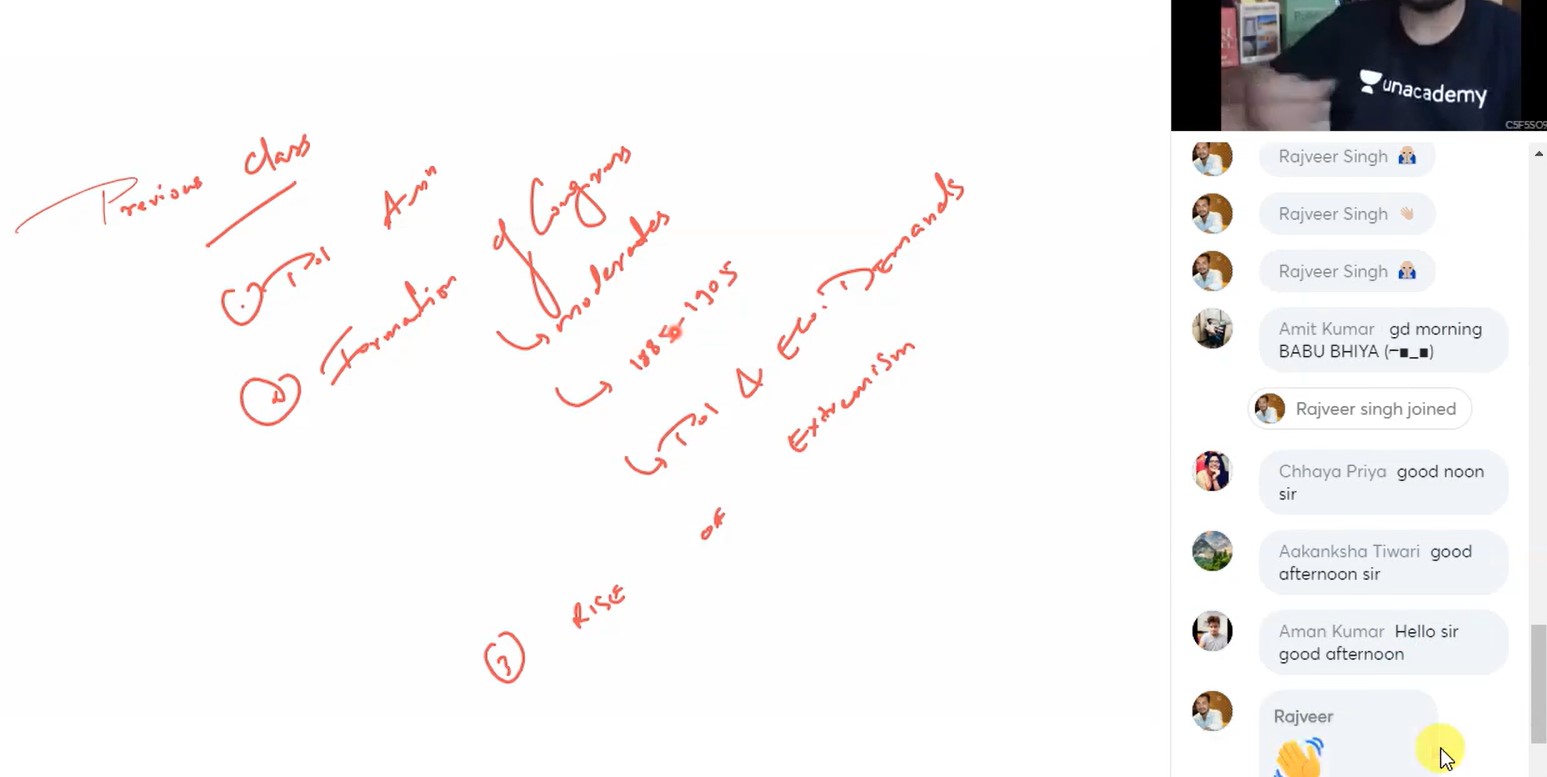 Previous class
① Pol Assn
② Formation of Congress
moderates
1885-1905
Pol & Eco. Demands
③ RISE OF Extremism
unacademy
C5F5SO9
Rajveer Singh 🙏🏼
Rajveer Singh 👋🏼
Rajveer Singh 🙏🏼
Amit Kumar gd morning
BABU BHIYA (⌐■_■)
Rajveer singh joined
Chhaya Priya good noon
sir
Aakanksha Tiwari good
afternoon sir
Aman Kumar Hello sir
good afternoon
Rajveer